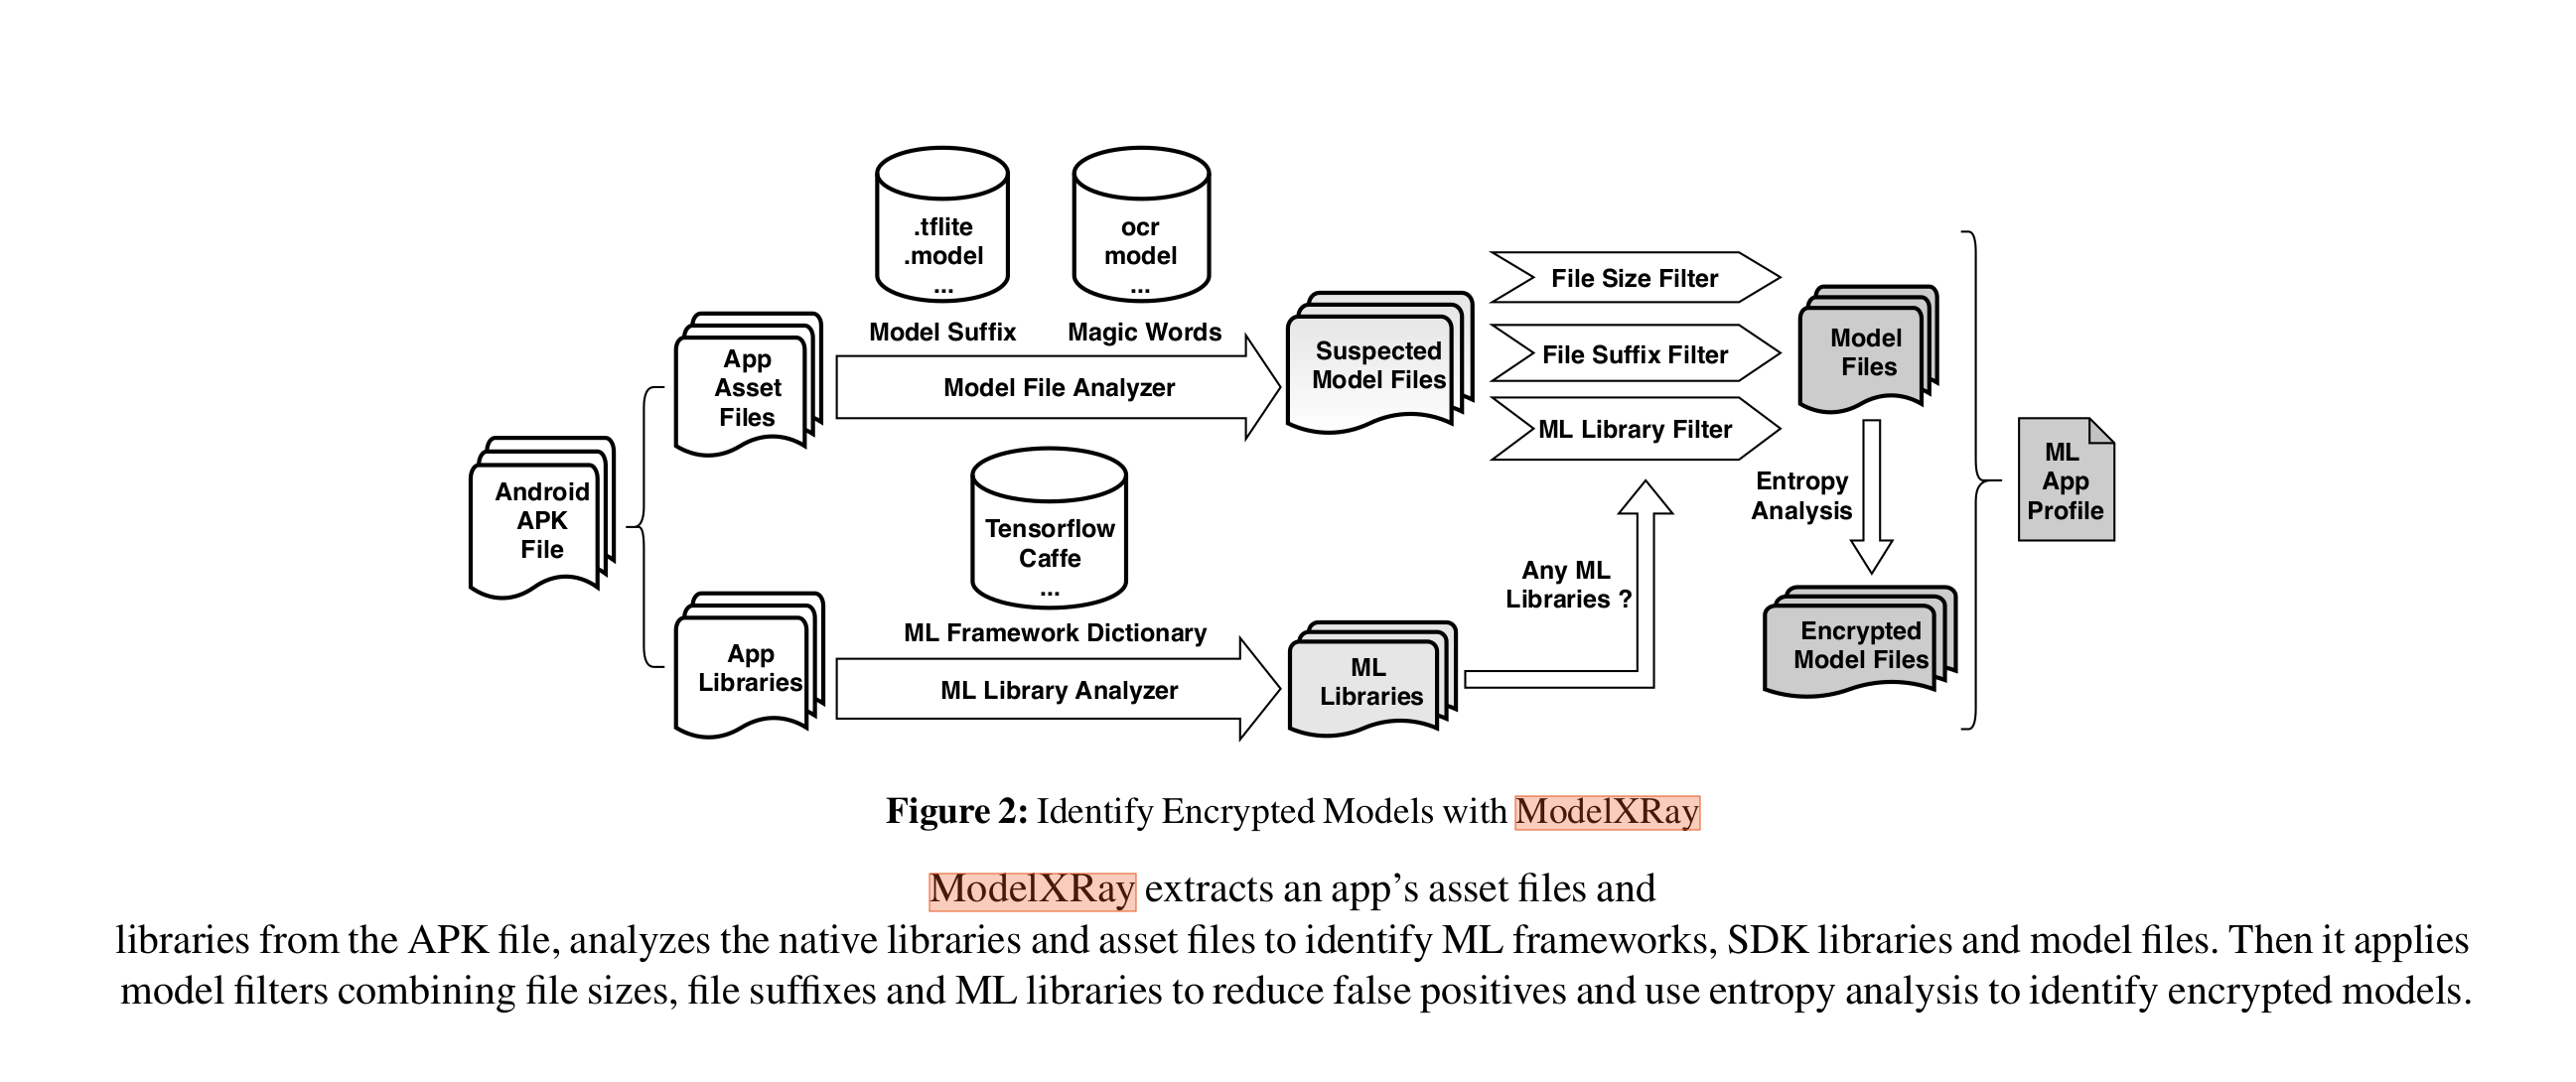 .tflite
.model
...
ocr
model
...
Model Suffix
Magic Words
App
Asset
Files
Model File Analyzer
Suspected
Model Files
File Size Filter
File Suffix Filter
ML Library Filter
Model
Files
Android
APK
File
Tensorflow
Caffe
...
Entropy
Analysis
ML
App
Profile
Any ML
Libraries ?
ML Framework Dictionary
App
Libraries
ML Library Analyzer
ML
Libraries
Encrypted
Model Files
Figure 2: Identify Encrypted Models with ModelXRay
ModelXRay extracts an app’s asset files and
libraries from the APK file, analyzes the native libraries and asset files to identify ML frameworks, SDK libraries and model files. Then it applies
model filters combining file sizes, file suffixes and ML libraries to reduce false positives and use entropy analysis to identify encrypted models.